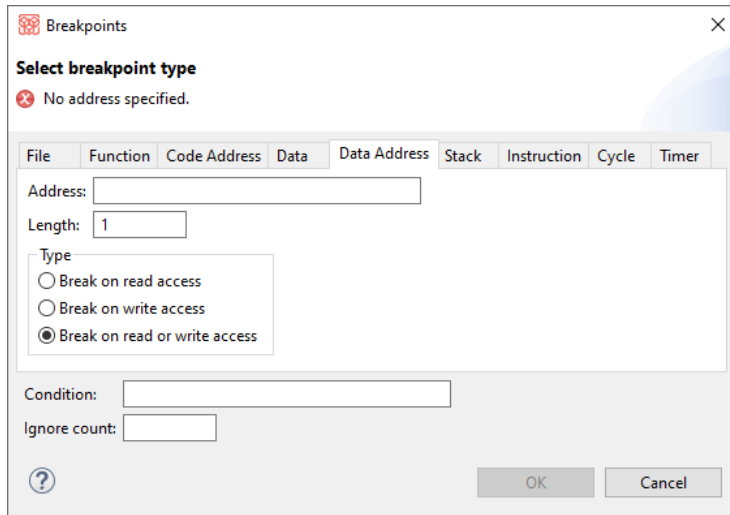 Breakpoints
Select breakpoint type
No address specified.
File Function Code Address Data Data Address Stack Instruction Cycle Timer
Address:
Length: 1
Type
Break on read access
Break on write access
Break on read or write access
Condition:
Ignore count:
? OK Cancel